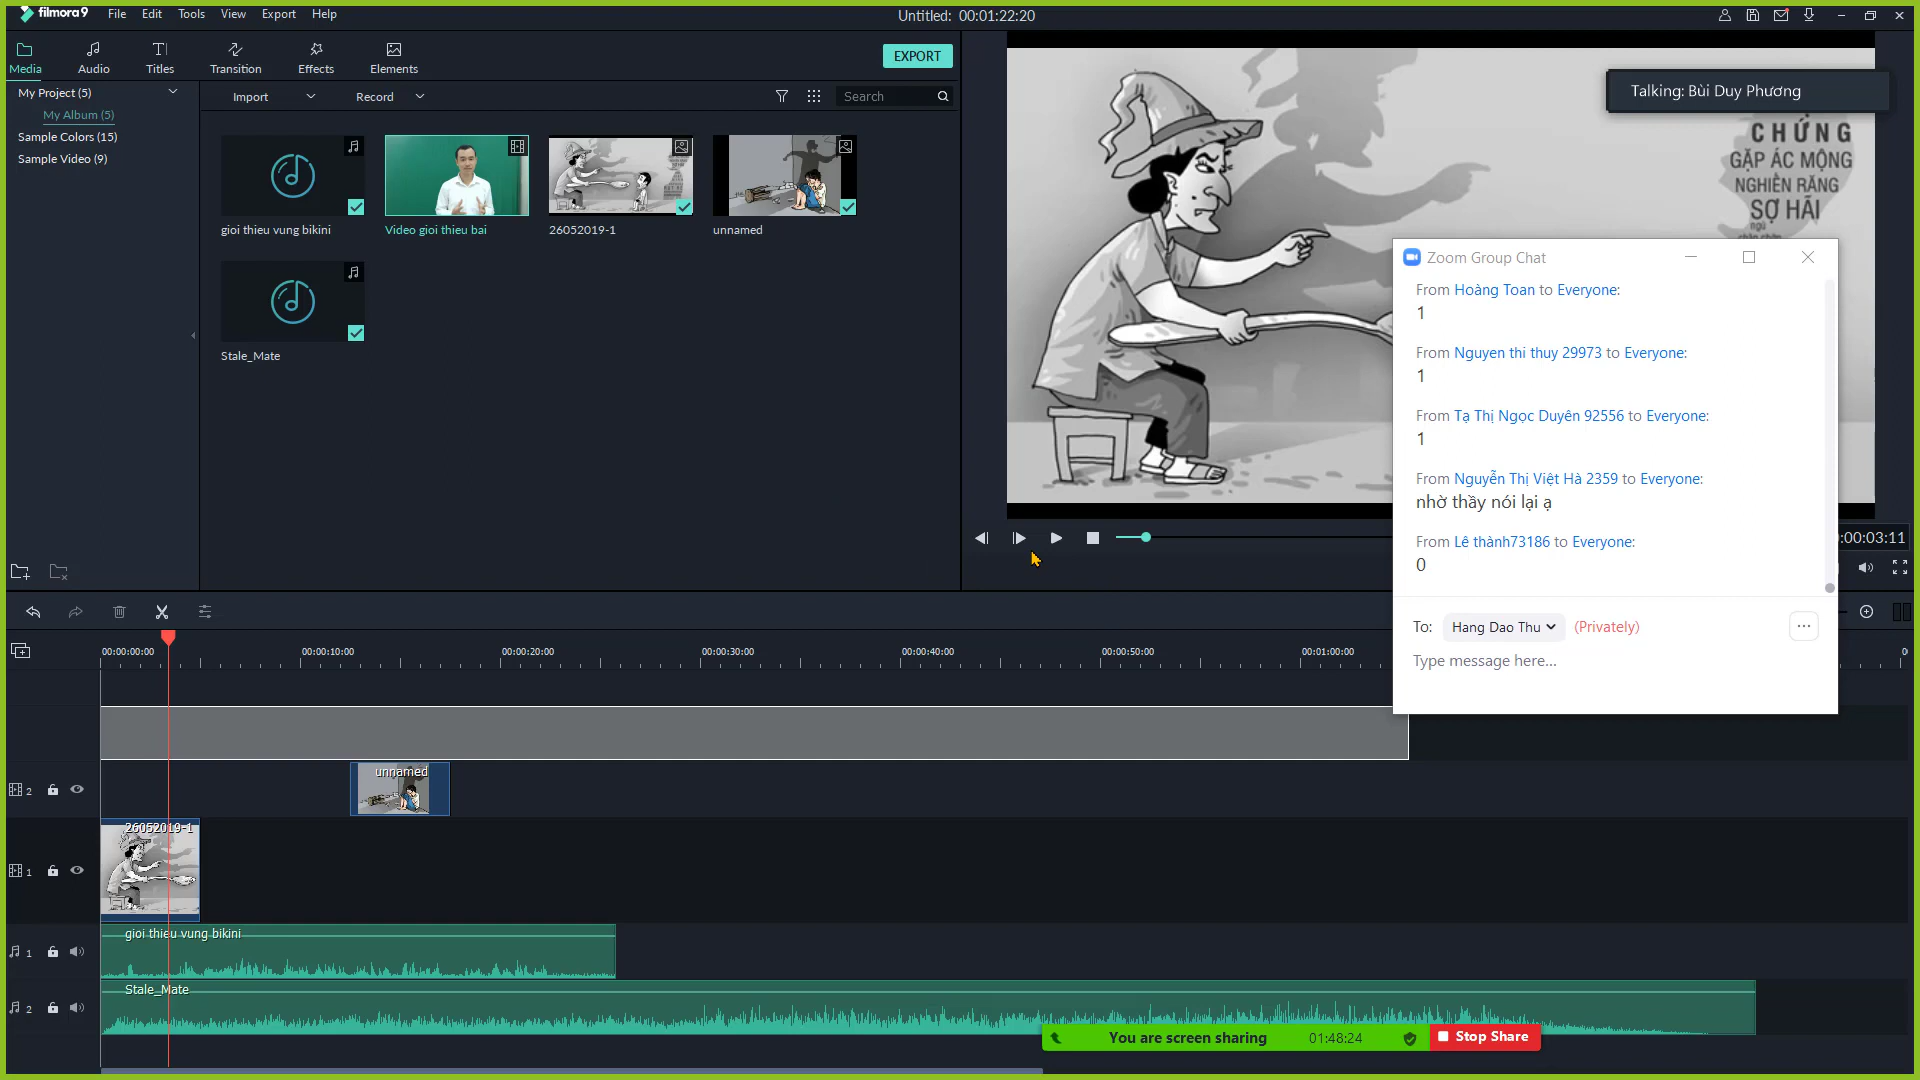 filmora9
File Edit Tools View Export Help
Untitled: 00:01:22:20
Media Audio Titles Transition Effects Elements
EXPORT
My Project (5)
My Album (5)
Sample Colors (15)
Sample Video (9)
Import Record Search
gioi thieu vung bikini
Video gioi thieu bai
26052019-1
unnamed
Stale_Mate
Talking: Bùi Duy Phương
CHỨNG
GẶP ÁC MỘNG
NGHIẾN RĂNG
SỢ HÃI
ngủ
Zoom Group Chat
From Hoàng Toan to Everyone:
1
From Nguyen thi thuy 29973 to Everyone:
1
From Tạ Thị Ngọc Duyên 92556 to Everyone:
1
From Nguyễn Thị Việt Hà 2359 to Everyone:
nhờ thầy nói lại ạ
From Lê thành73186 to Everyone:
0
To: Hang Dao Thu (Privately)
Type message here...
:00:03:11
00:00:00:00 00:00:10:00 00:00:20:00 00:00:30:00 00:00:40:00 00:00:50:00 00:01:00:00 0
2
unnamed
1
26052019-1
1
gioi thieu vung bikini
2
Stale_Mate
You are screen sharing 01:48:24 Stop Share